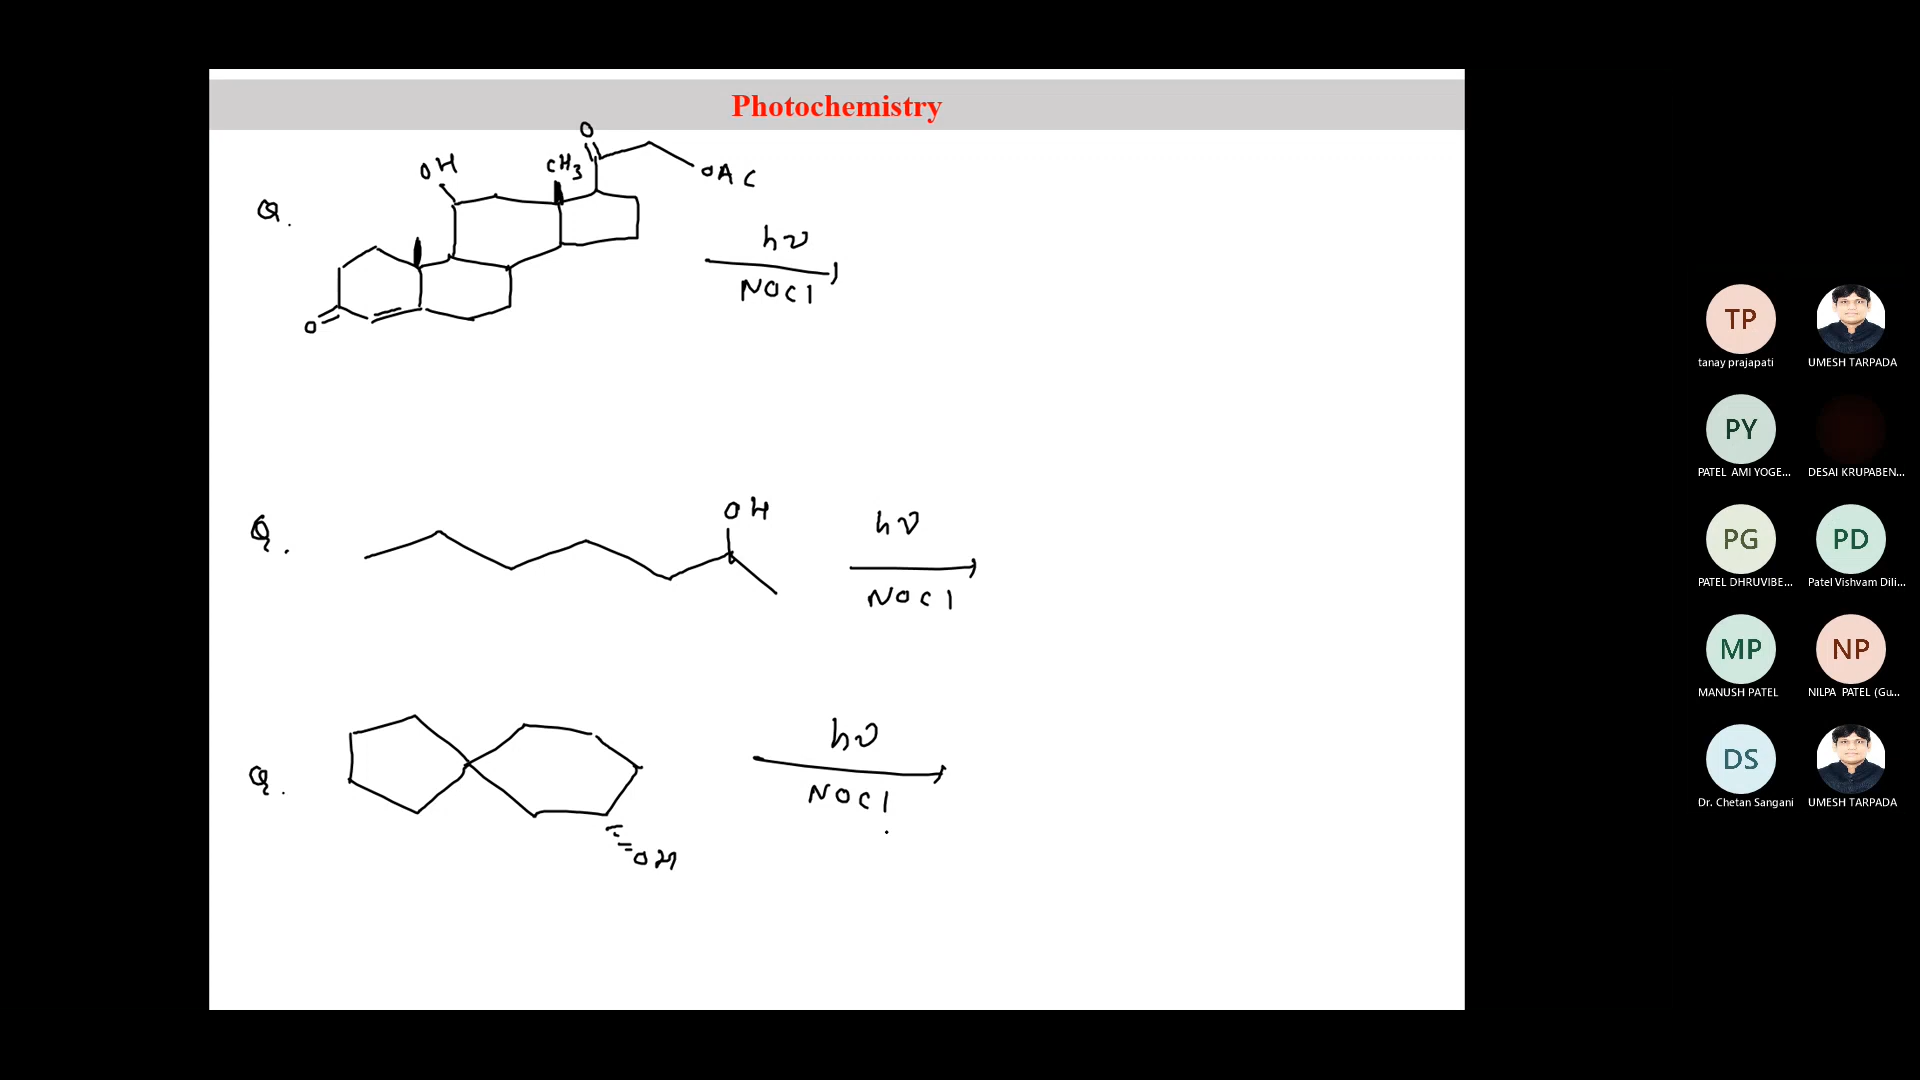 Photochemistry
O
OH
CH3
OAC
Q.
hν
NOCl
O
OH
hν
Q.
NOCl
hν
Q.
NOCl
OH
TP
tanay prajapati
UMESH TARPADA
PY
PATEL AMI YOGE...
DESAI KRUPABEN...
PG
PD
PATEL DHRUVIBE...
Patel Vishvam Dili...
MP
NP
MANUSH PATEL
NILPA PATEL (Gu...
DS
Dr. Chetan Sangani
UMESH TARPADA